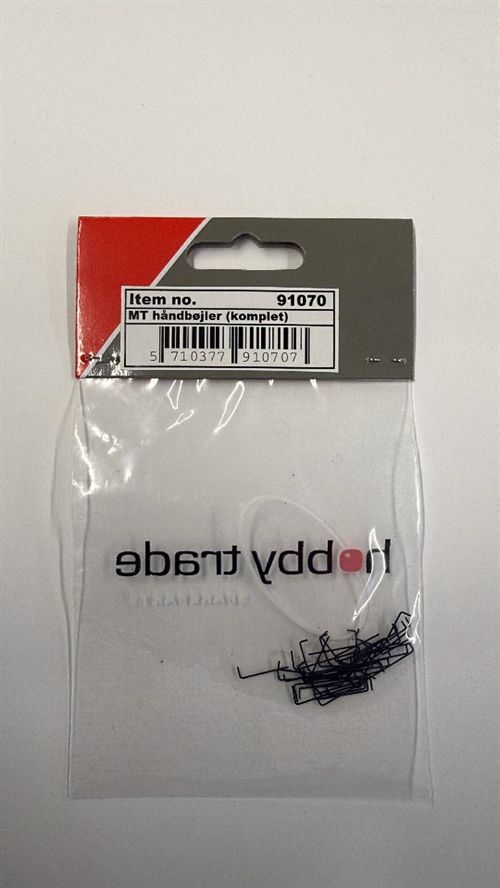 Item no. 91070
MT håndbøjler (komplet)
5 710377 910707
hobby trade